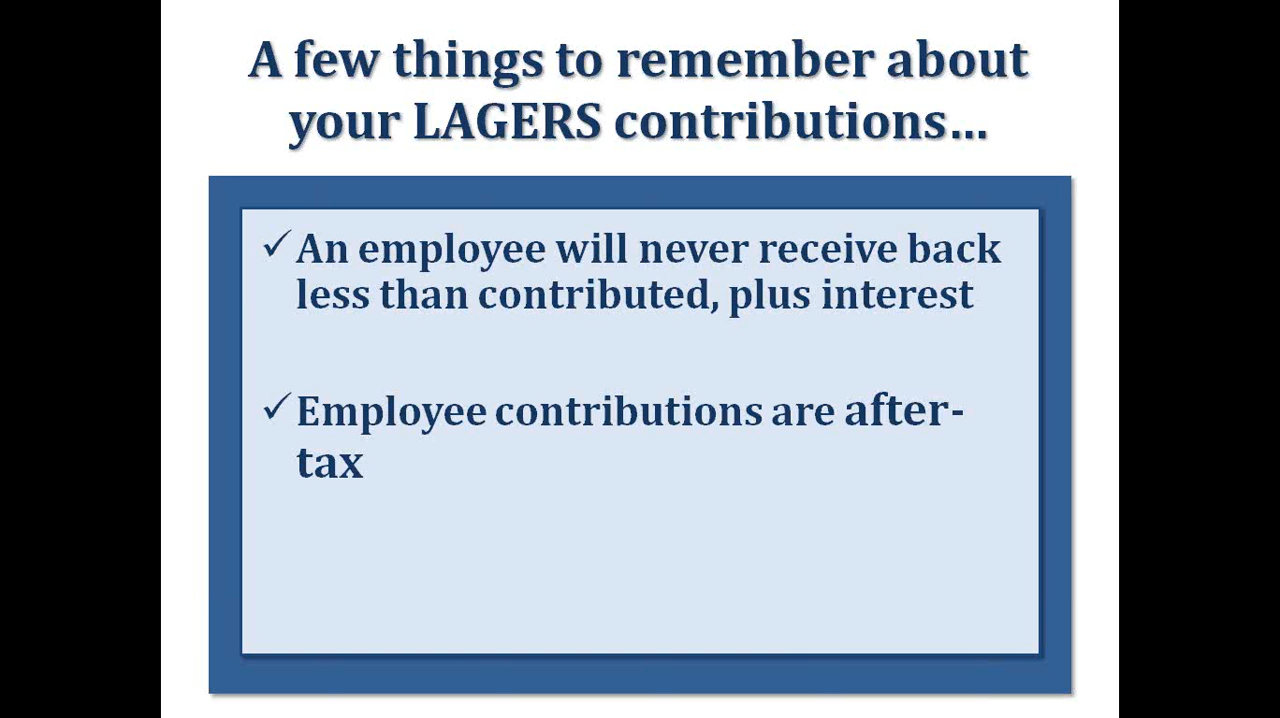 A few things to remember about
your LAGERS contributions…
✓ An employee will never receive back
less than contributed, plus interest
✓ Employee contributions are after-
tax